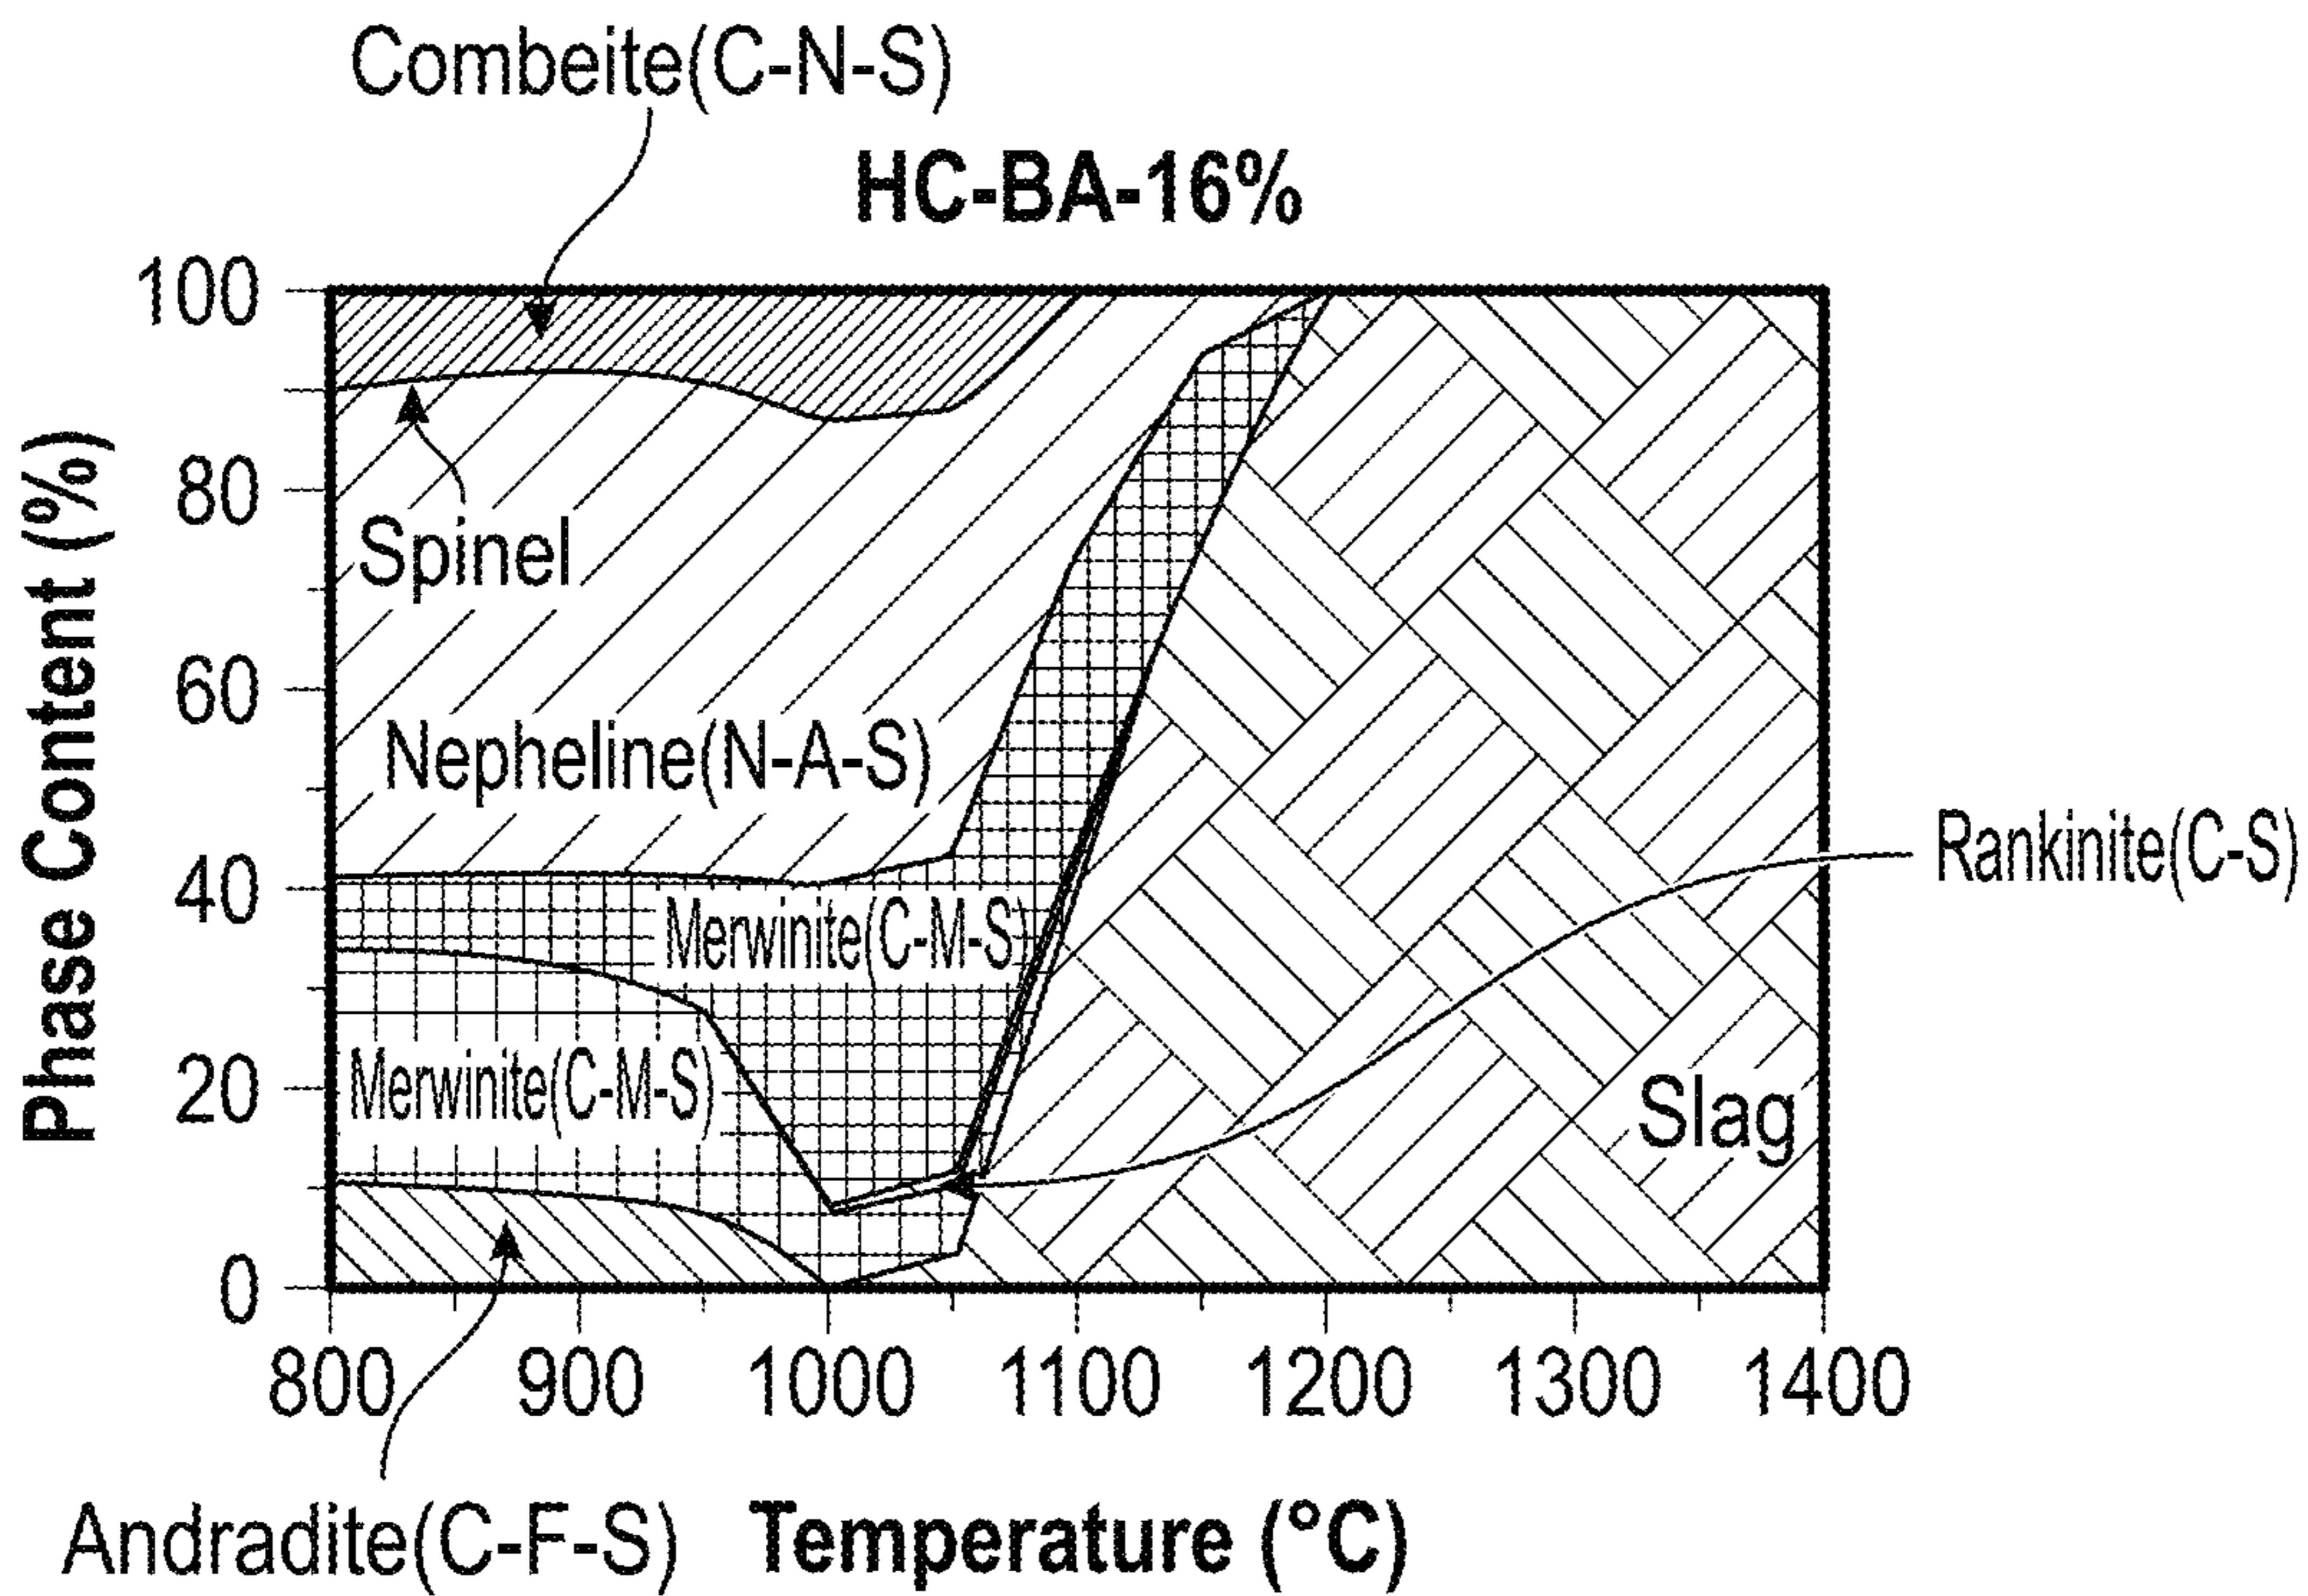 Combeite(C-N-S)
HC-BA-16%
Phase Content (%)
100
80
60
40
20
0
Spinel
Nepheline(N-A-S)
Merwinite(C-M-S)
Merwinite(C-M-S)
Rankinite(C-S)
Slag
800 900 1000 1100 1200 1300 1400
Andradite(C-F-S)
Temperature (°C)